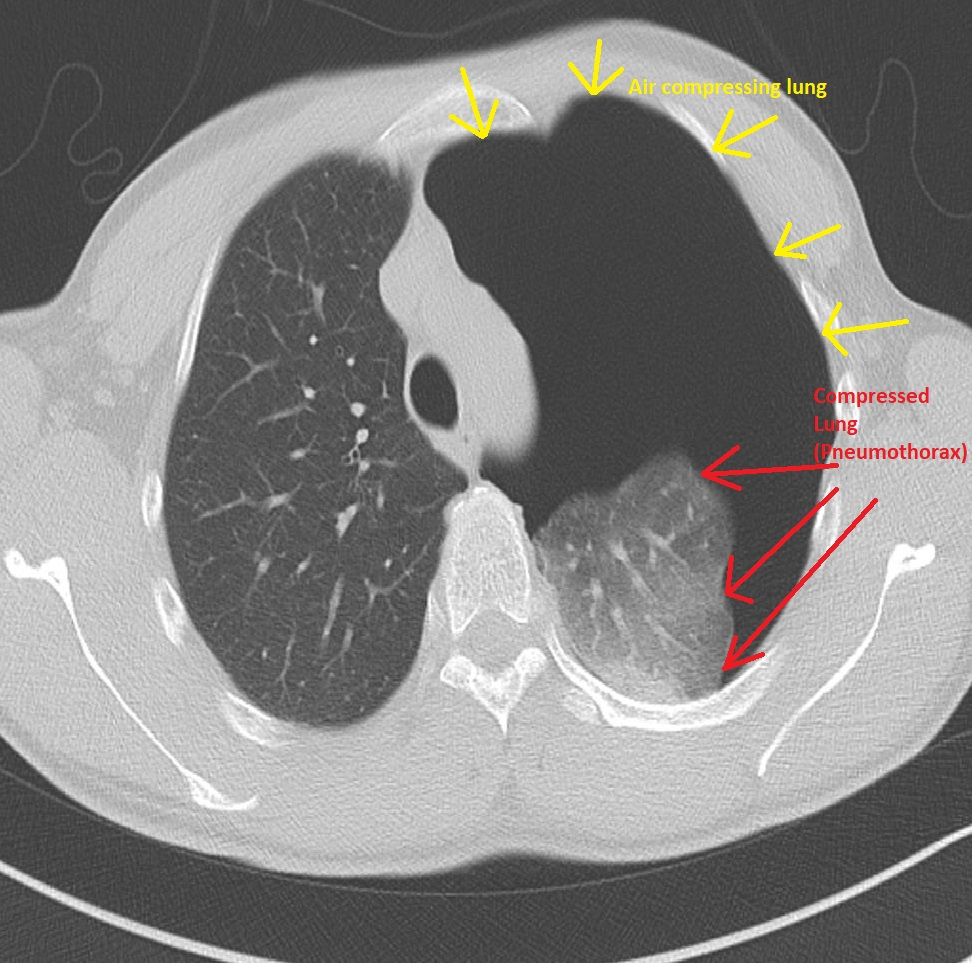 Air compressing lung
Compressed
Lung
(Pneumothorax)